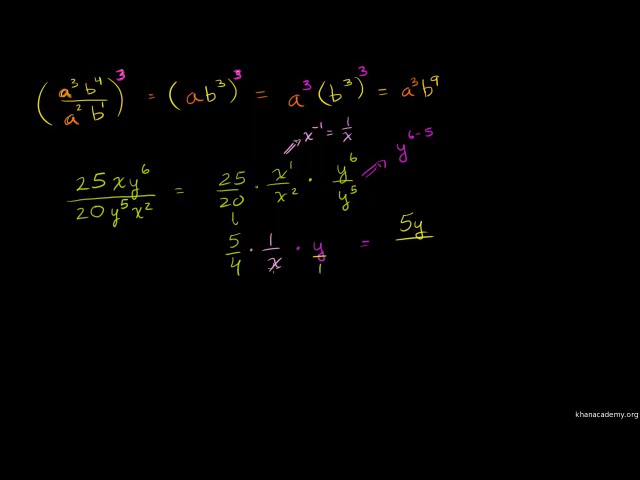 (a³b⁴/a²b¹)³ = (ab³)³ = a³(b³)³ = a³b⁹
⇒ x⁻¹ = 1/x
⇒ y⁶⁻⁵
25xy⁶/20y⁵x² = 25/20 · x¹/x² · y⁶/y⁵
5/4 · 1/x · y/1 = 5y
khanacademy.org